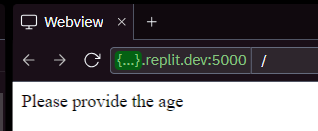 Webview
{...}.replit.dev:5000 /
Please provide the age